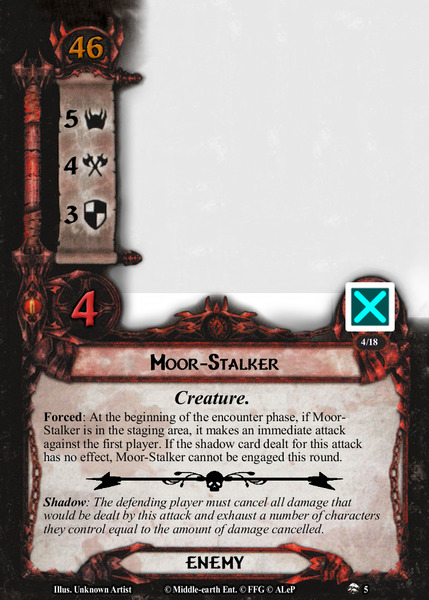 46
5
4
3
4
4/18
Moor-Stalker
Creature.
Forced: At the beginning of the encounter phase, if Moor-
Stalker is in the staging area, it makes an immediate attack
against the first player. If the shadow card dealt for this attack
has no effect, Moor-Stalker cannot be engaged this round.
Shadow: The defending player must cancel all damage that
would be dealt by this attack and exhaust a number of characters
they control equal to the amount of damage cancelled.
ENEMY
Illus. Unknown Artist © Middle-earth Ent. © FFG © ALeP 5